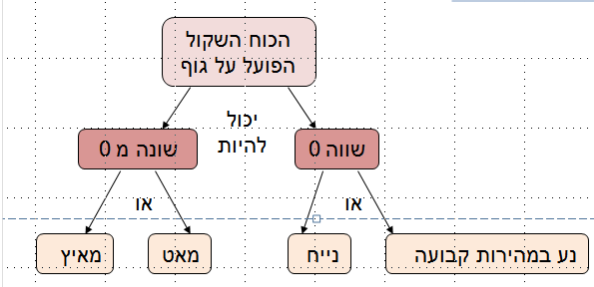 הכוח השקול
הפועל על גוף
יכול
להיות
שווה 0
שונה מ 0
או
או
נע במהירות קבועה
נייח
מאט
מאיץ